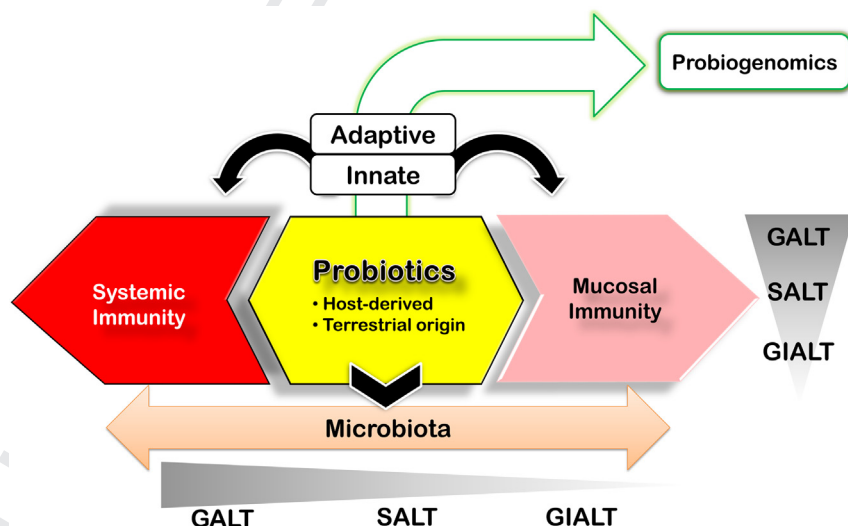 Probiogenomics
Adaptive
Innate
Systemic
Immunity
Probiotics
• Host-derived
• Terrestrial origin
Mucosal
Immunity
GALT
SALT
GIALT
Microbiota
GALT SALT GIALT